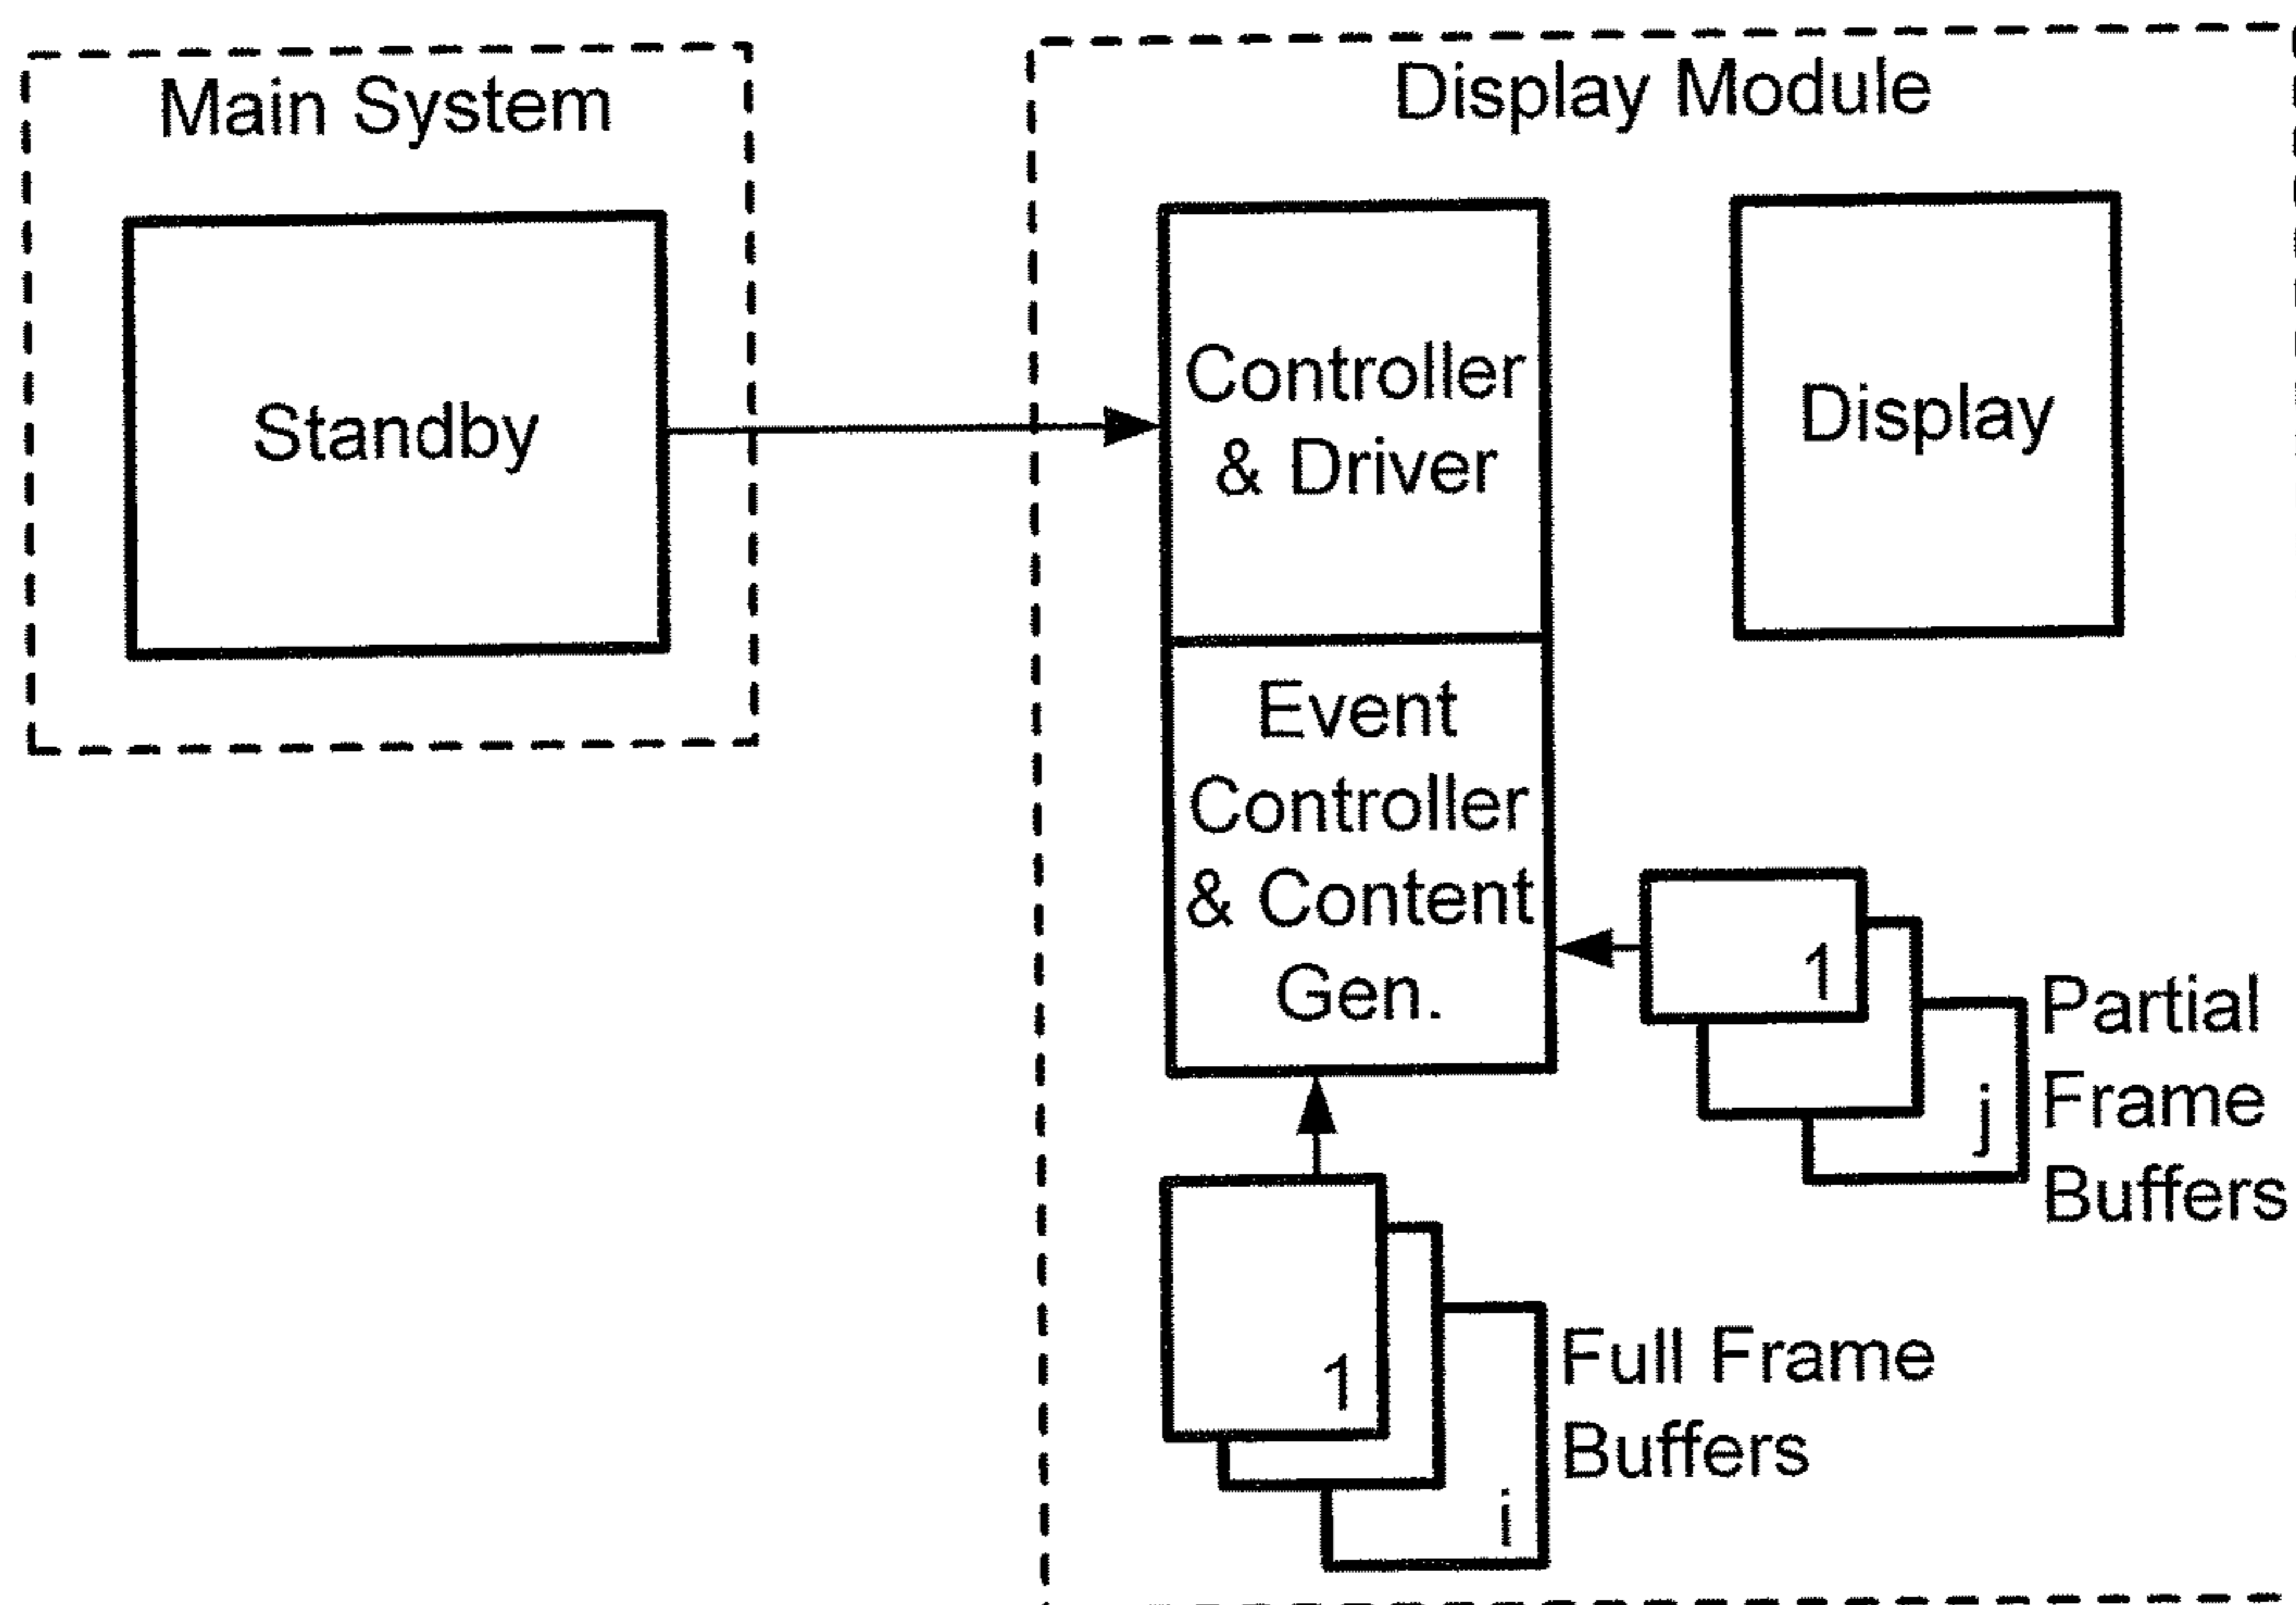 Main System
Standby
Display Module
Controller
& Driver
Display
Event
Controller
& Content
Gen.
1
j
Partial
Frame
Buffers
1
i
Full Frame
Buffers